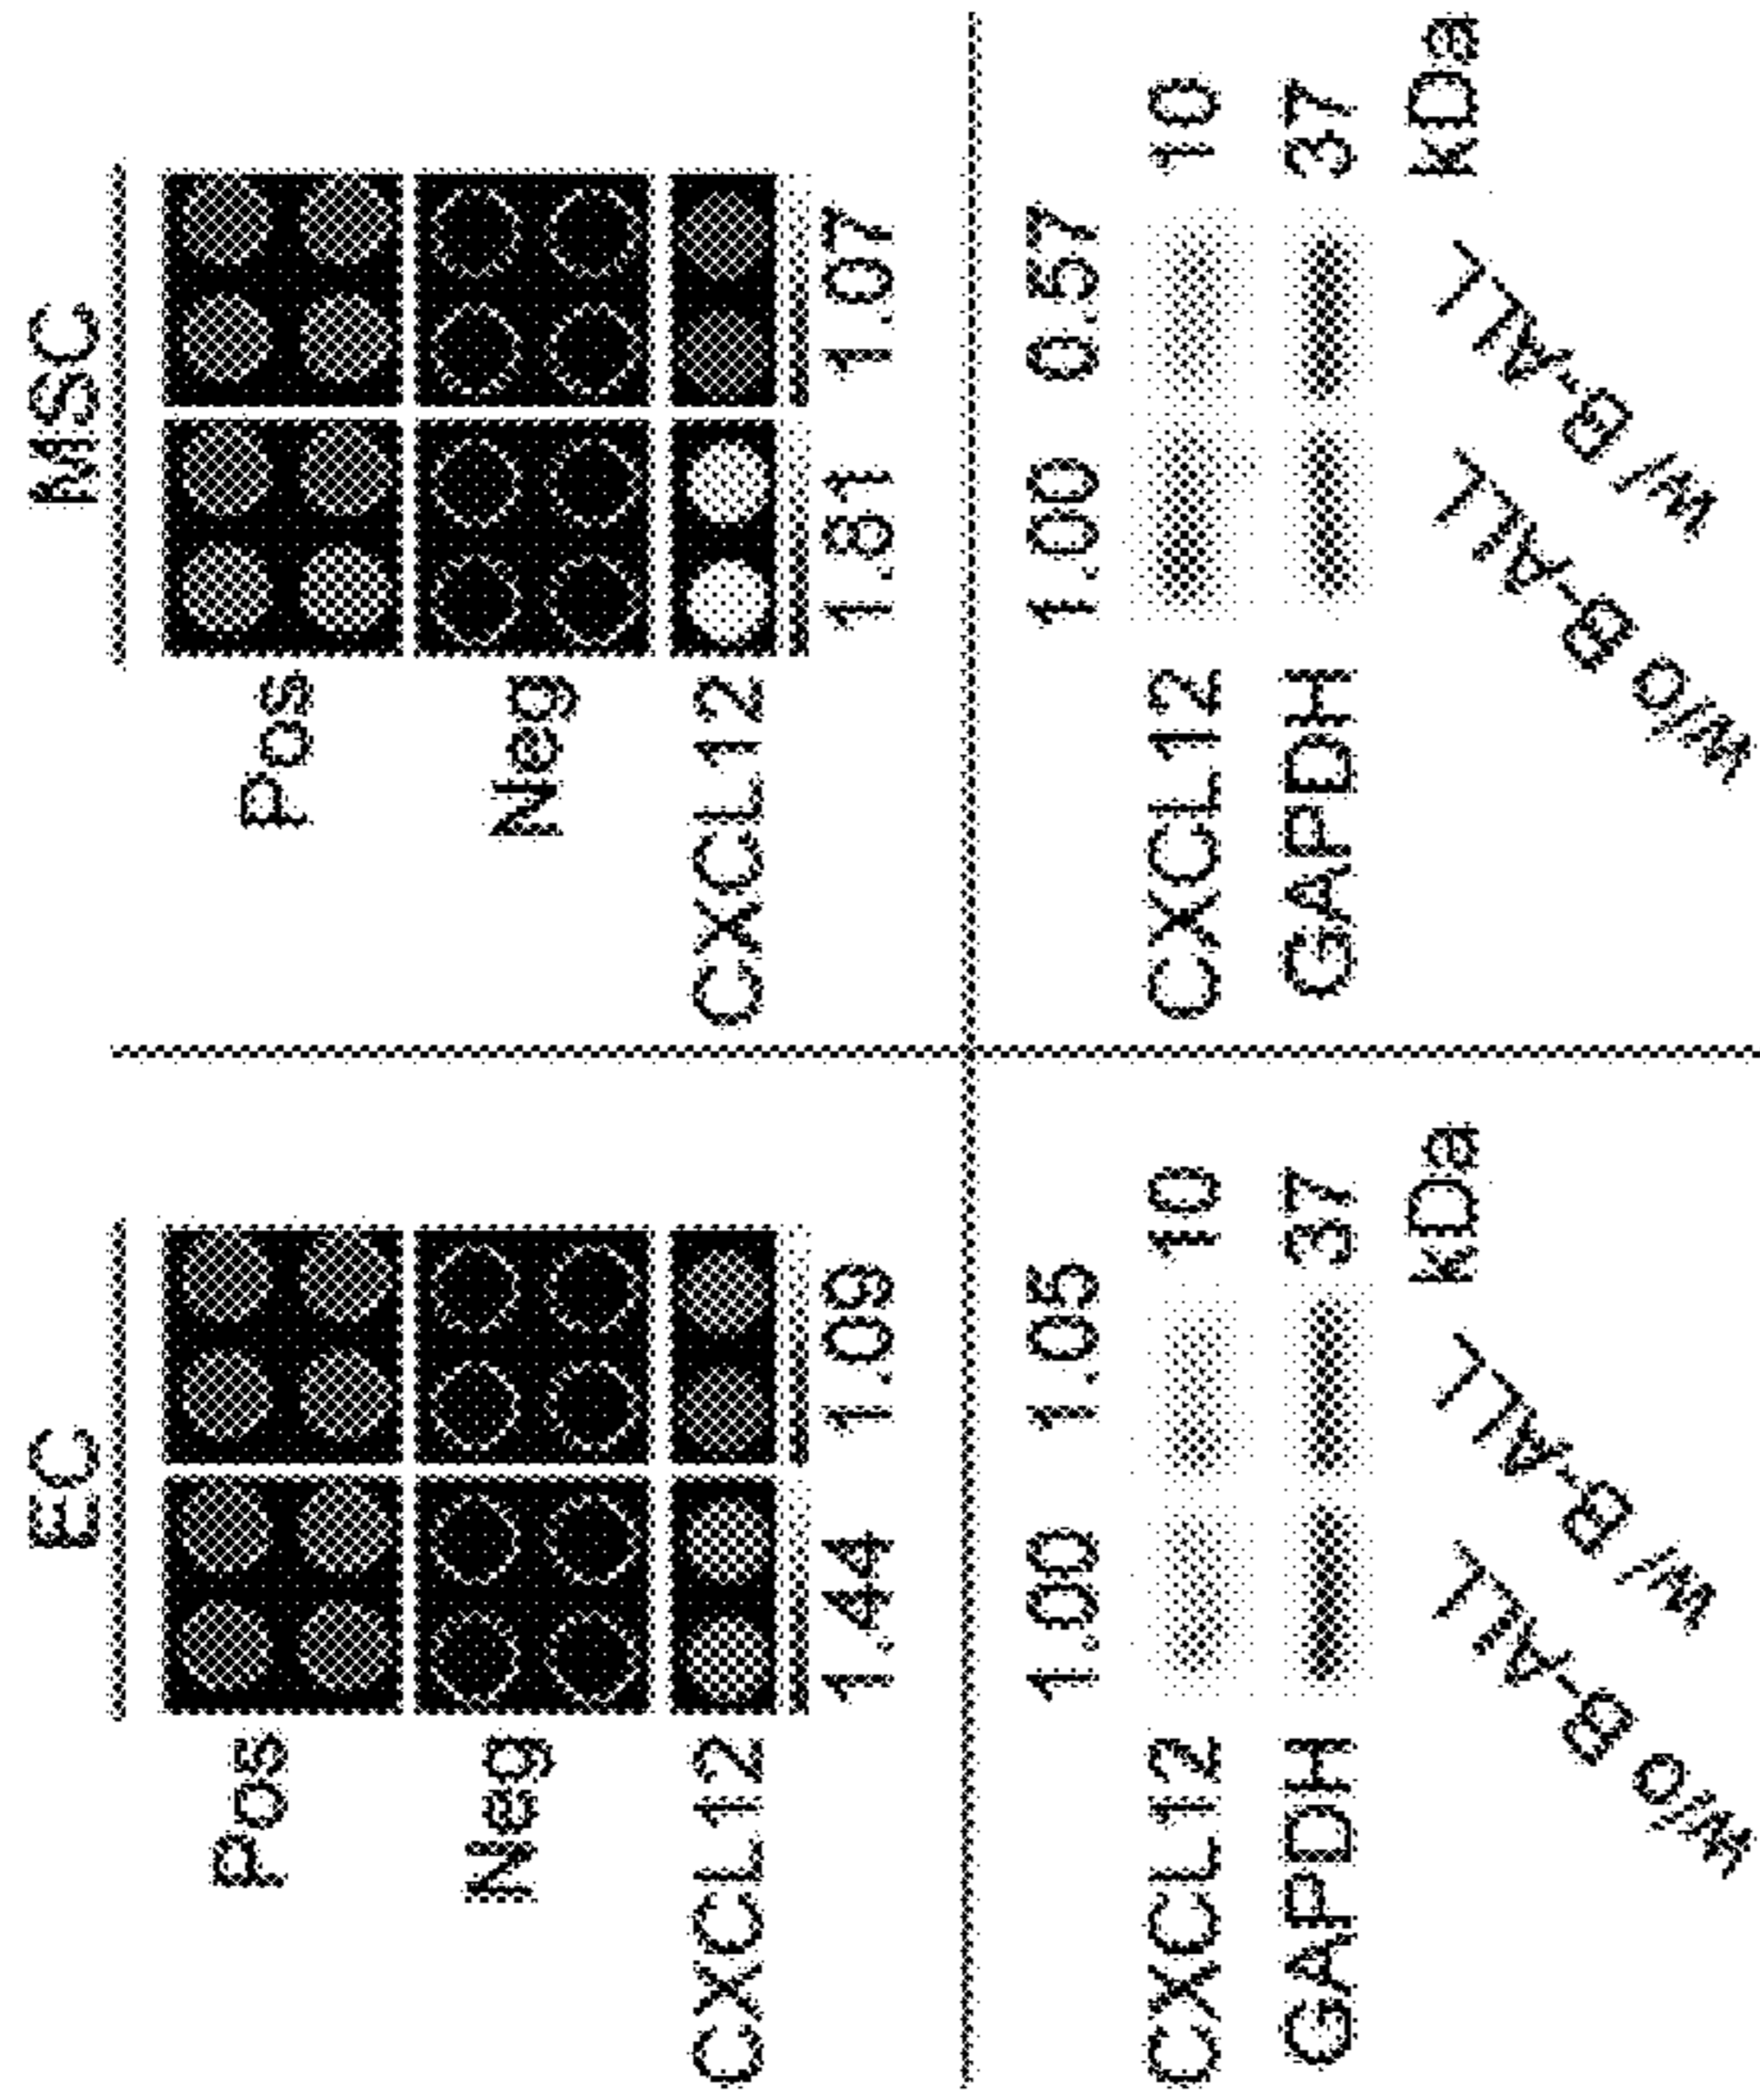 EC
Pos
Neg
CXCL12
1.44 1.09
1.00 1.05
CXCL12 10
GAPDH 37
kDa
w/o B-ALL
w/ B-ALL
MSC
Pos
Neg
CXCL12
1.81 1.07
1.00 0.57
CXCL12 10
GAPDH 37
kDa
w/o B-ALL
w/ B-ALL